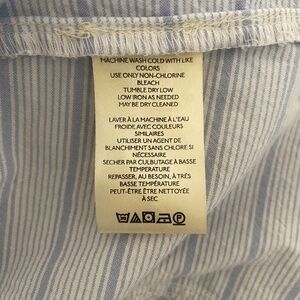 MACHINE WASH COLD WITH LIKE
COLORS
USE ONLY NON-CHLORINE
BLEACH
TUMBLE DRY LOW
LOW IRON AS NEEDED
MAY BE DRY CLEANED
LAVER À LA MACHINE À L'EAU
FROIDE AVEC COULEURS
SIMILAIRES
UTILISER UN AGENT DE
BLANCHIMENT SANS CHLORE SI
NÉCESSAIRE
SECHER PAR CULBUTAGE À BASSE
TEMPERATURE
REPASSER, AU BESOIN, À TRÈS
BASSE TEMPÉRATURE
PEUT-ÊTRE ÊTRE NETTOYÉE
À SEC
P